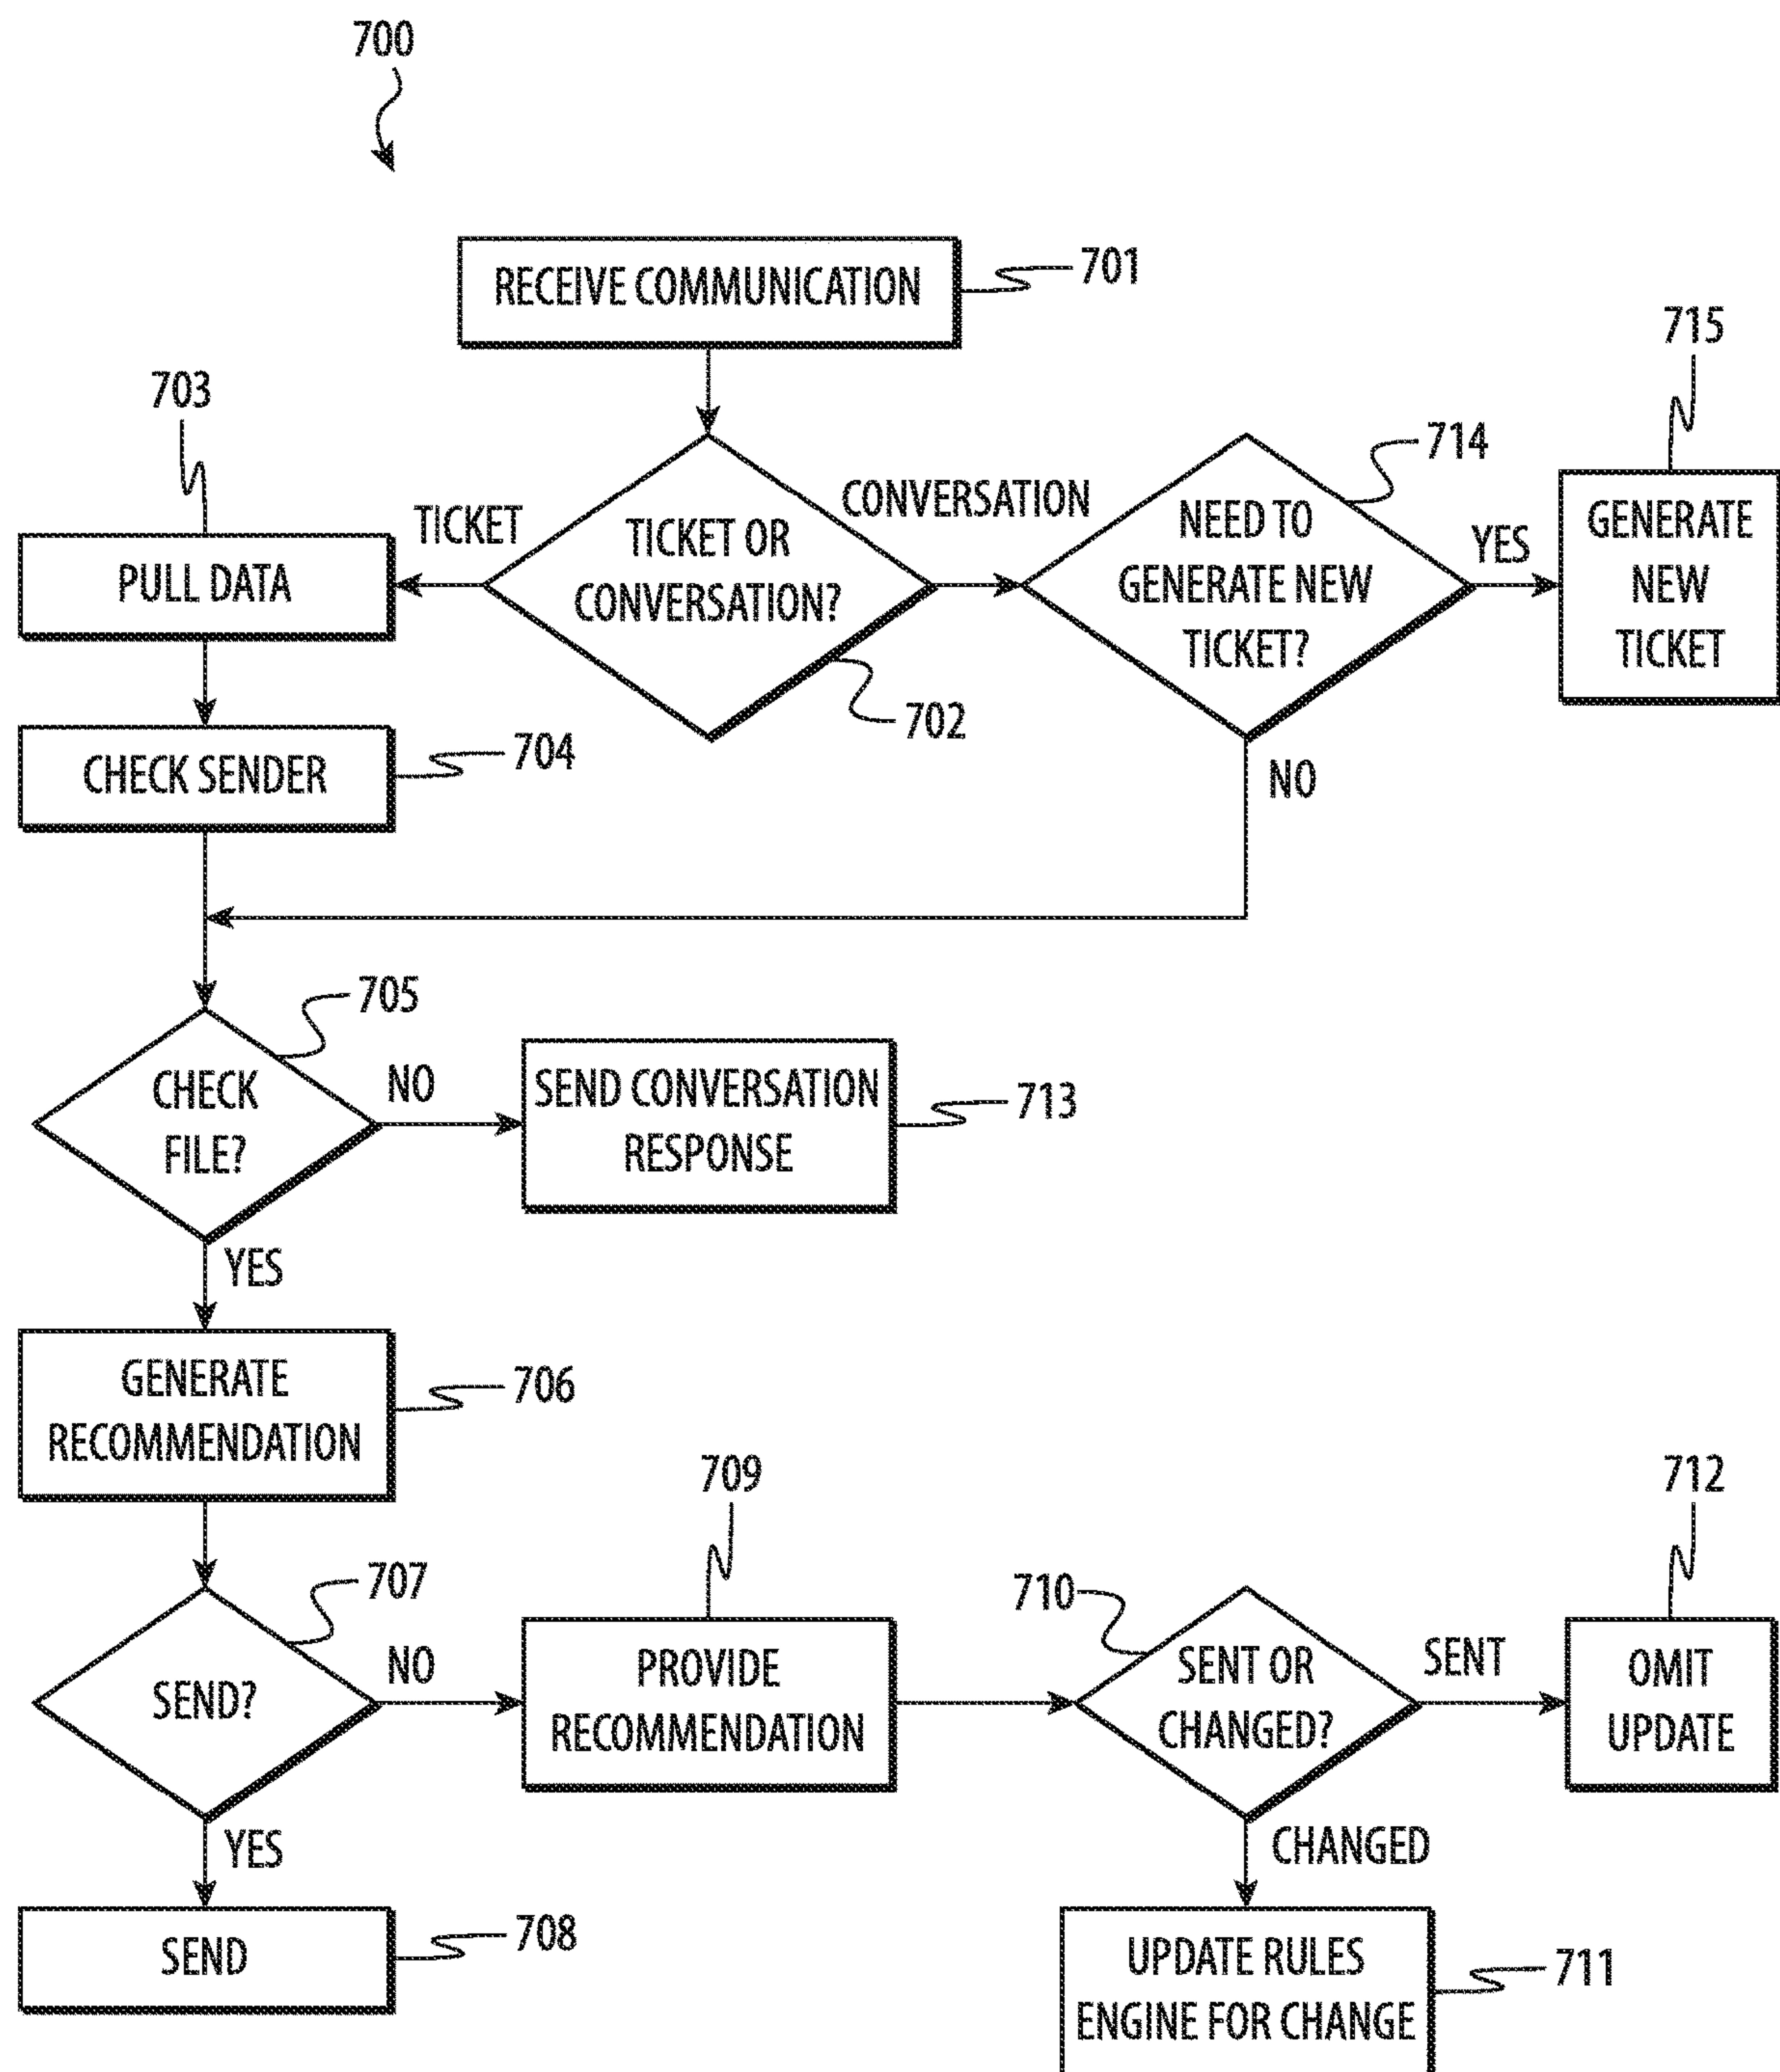 700
RECEIVE COMMUNICATION
701
715
703
714
TICKET
TICKET OR
CONVERSATION?
CONVERSATION
NEED TO
GENERATE NEW
TICKET?
YES
GENERATE
NEW
TICKET
PULL DATA
702
CHECK SENDER
704
NO
705
CHECK
FILE?
NO
SEND CONVERSATION
RESPONSE
713
YES
GENERATE
RECOMMENDATION
706
709
712
707
710
SEND?
NO
PROVIDE
RECOMMENDATION
SENT OR
CHANGED?
SENT
OMIT
UPDATE
YES
CHANGED
SEND
708
UPDATE RULES
ENGINE FOR CHANGE
711